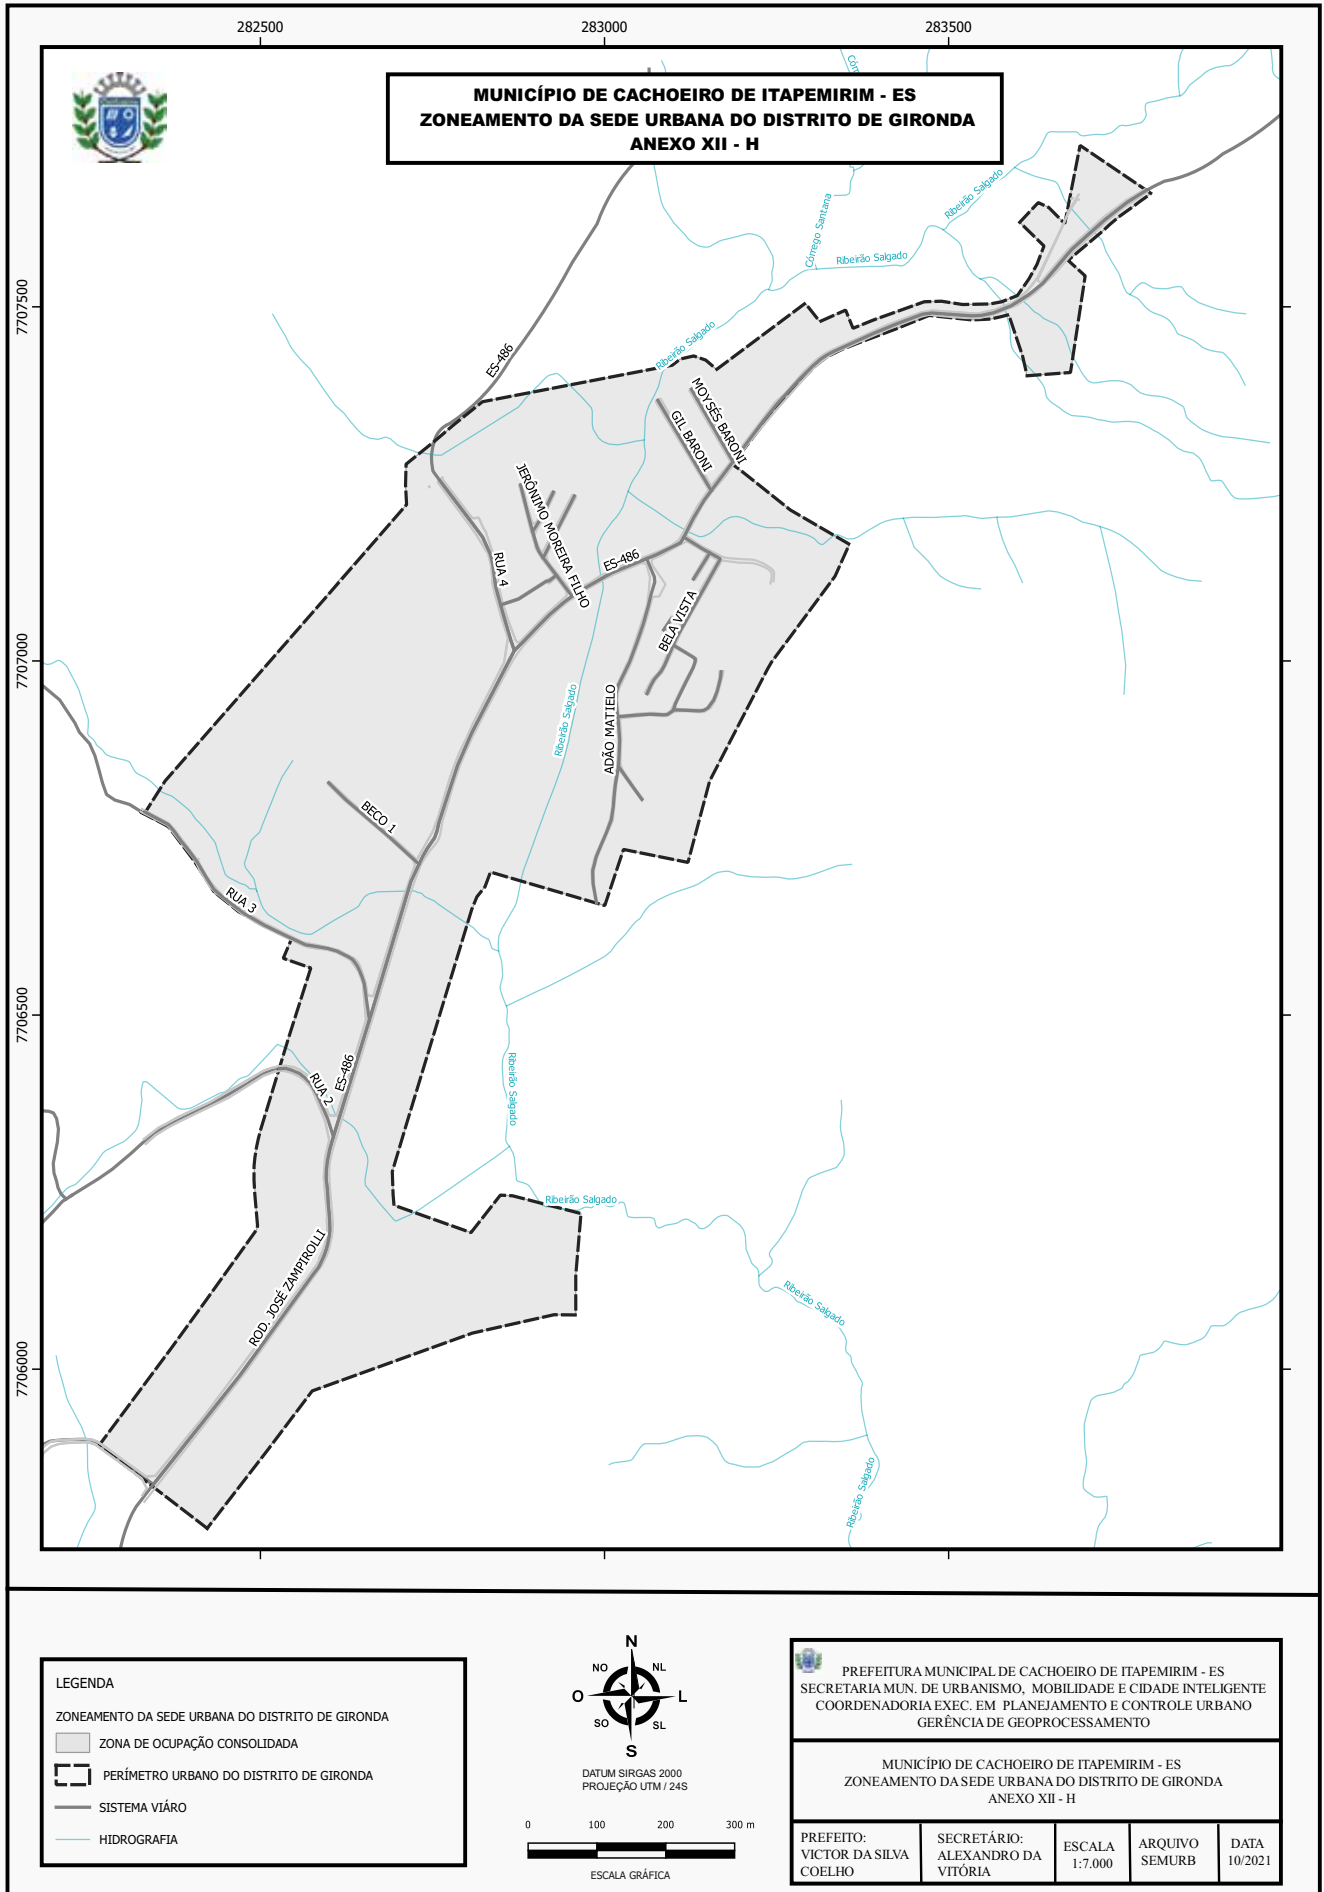 282500
283000
283500
MUNICÍPIO DE CACHOEIRO DE ITAPEMIRIM - ES
ZONEAMENTO DA SEDE URBANA DO DISTRITO DE GIRONDA
ANEXO XII - H
Córr
Ribeirão Salgado
Córrego Santana
Ribeirão Salgado
7707500
Ribeirão Salgado
ES-486
MOYSÉS BARONI
GIL BARONI
JERÔNIMO MOREIRA FILHO
RUA 4
ES-486
BELA VISTA
7707000
Ribeirão Salgado
ADÃO MATIELO
BECO 1
RUA 3
7706500
ES-486
RUA 2
Ribeirão Salgado
Ribeirão Salgado
ROD. JOSÉ ZAMPIROLLI
Ribeirão Salgado
7706000
Ribeirão Salgado
LEGENDA
ZONEAMENTO DA SEDE URBANA DO DISTRITO DE GIRONDA
ZONA DE OCUPAÇÃO CONSOLIDADA
PERÍMETRO URBANO DO DISTRITO DE GIRONDA
SISTEMA VIÁRO
HIDROGRAFIA
N
NO
NL
O
L
SO
SL
S
DATUM SIRGAS 2000
PROJEÇÃO UTM / 24S
0 100 200 300 m
ESCALA GRÁFICA
PREFEITURA MUNICIPAL DE CACHOEIRO DE ITAPEMIRIM - ES
SECRETARIA MUN. DE URBANISMO, MOBILIDADE E CIDADE INTELIGENTE
COORDENADORIA EXEC. EM PLANEJAMENTO E CONTROLE URBANO
GERÊNCIA DE GEOPROCESSAMENTO
MUNICÍPIO DE CACHOEIRO DE ITAPEMIRIM - ES
ZONEAMENTO DA SEDE URBANA DO DISTRITO DE GIRONDA
ANEXO XII - H
PREFEITO:
VICTOR DA SILVA
COELHO
SECRETÁRIO:
ALEXANDRO DA
VITÓRIA
ESCALA
1:7.000
ARQUIVO
SEMURB
DATA
10/2021